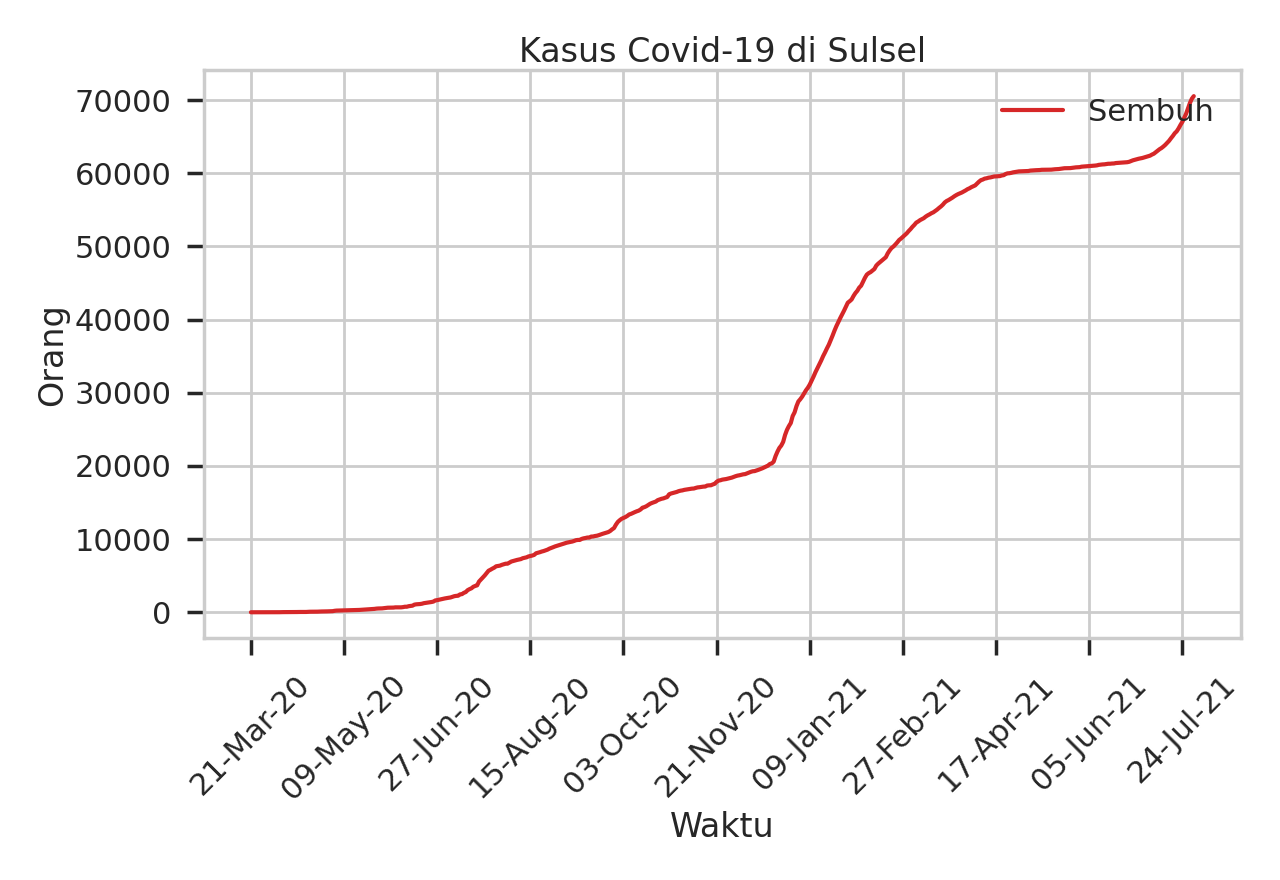 Kasus Covid-19 di Sulsel
Sembuh
70000
60000
50000
40000
30000
20000
10000
0
Orang
21-Mar-20
09-May-20
27-Jun-20
15-Aug-20
03-Oct-20
21-Nov-20
09-Jan-21
27-Feb-21
17-Apr-21
05-Jun-21
24-Jul-21
Waktu